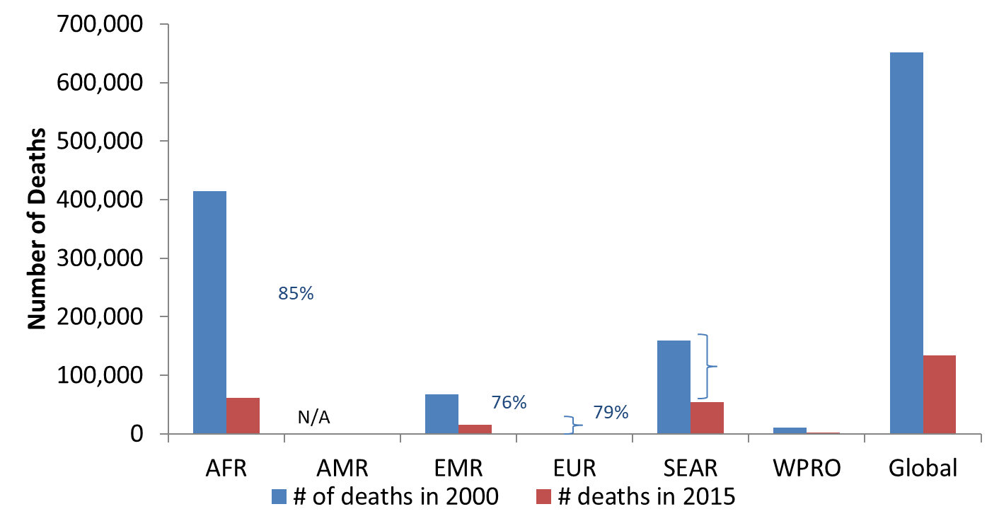 700,000
600,000
500,000
400,000
300,000
200,000
100,000
0
Number of Deaths
85%
N/A
76%
79%
AFR AMR EMR EUR SEAR WPRO Global
# of deaths in 2000 # deaths in 2015